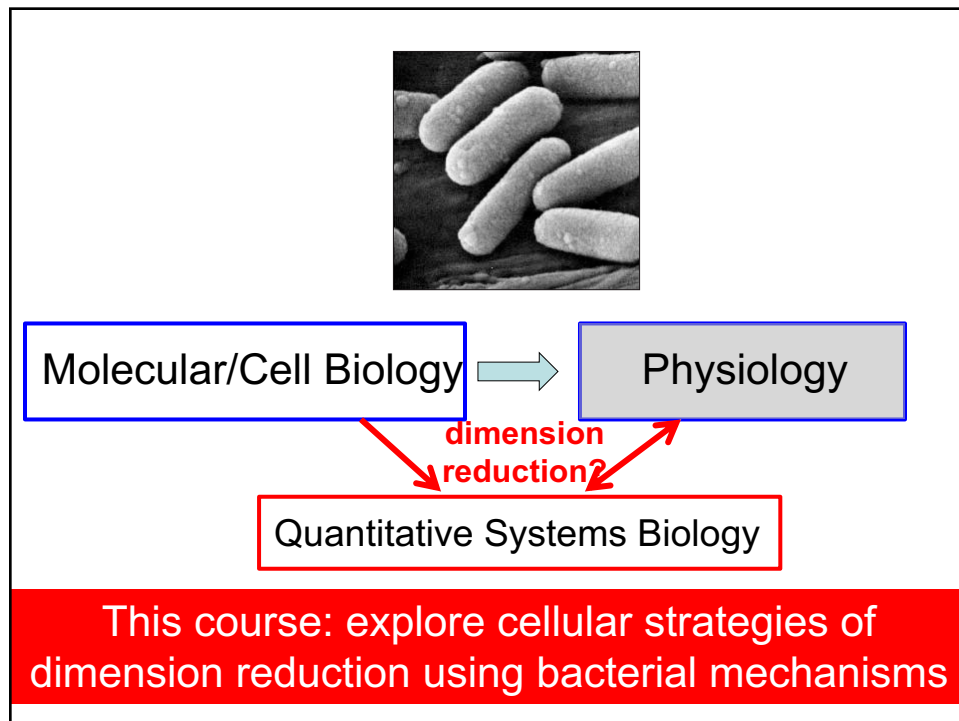 Molecular/Cell Biology
Physiology
dimension
reduction?
Quantitative Systems Biology
This course: explore cellular strategies of
dimension reduction using bacterial mechanisms